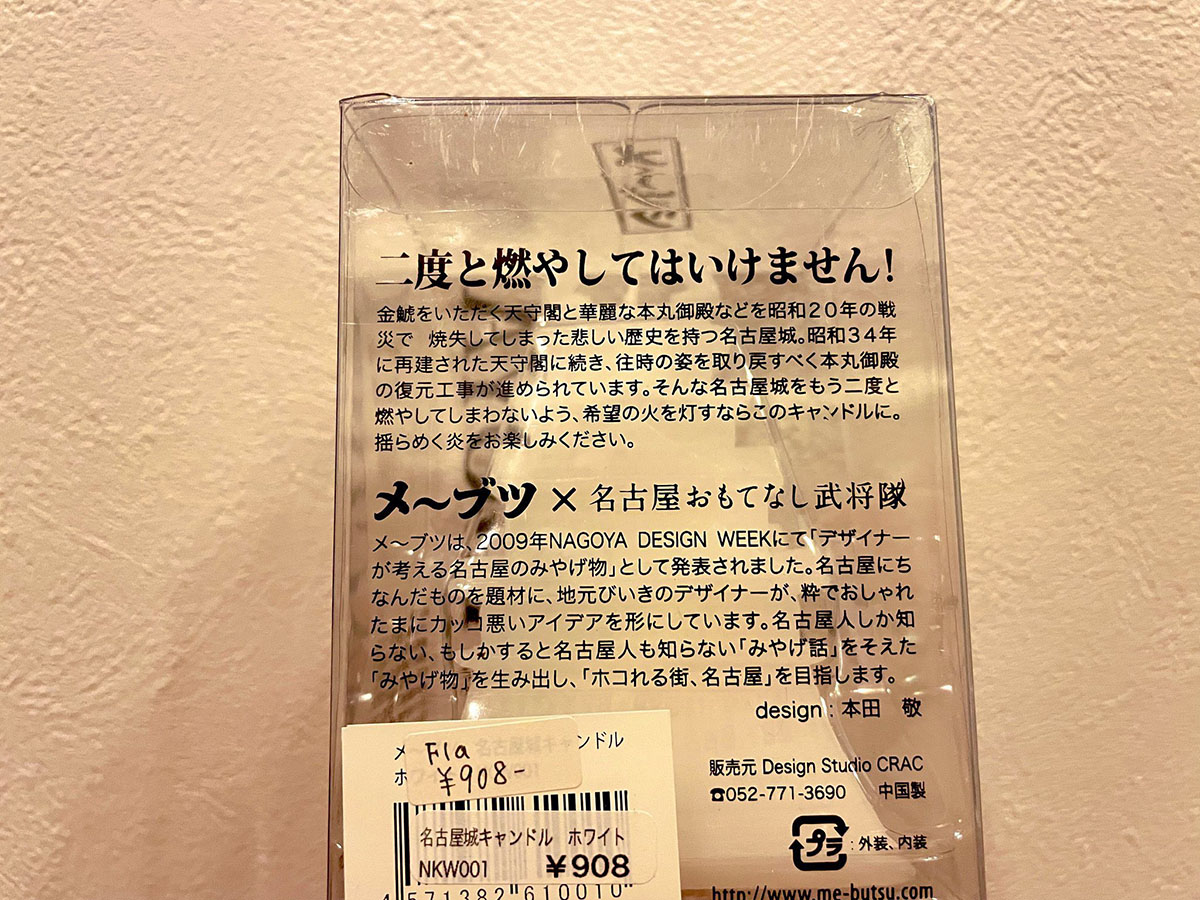 メ〜ブツ
二度と燃やしてはいけません！
金鯱をいただく天守閣と華麗な本丸御殿などを昭和２０年の戦
災で 焼失してしまった悲しい歴史を持つ名古屋城。昭和３４年
に再建された天守閣に続き、往時の姿を取り戻すべく本丸御殿
の復元工事が進められています。そんな名古屋城をもう二度と
燃やしてしまわないよう、希望の火を灯すならこのキャンドルに。
揺らめく炎をお楽しみください。
メ〜ブツ × 名古屋おもてなし武将隊
メ〜ブツは、2009年NAGOYA DESIGN WEEKにて「デザイナー
が考える名古屋のみやげ物」として発表されました。名古屋にち
なんだものを題材に、地元びいきのデザイナーが、粋でおしゃれ
たまにカッコ悪いアイデアを形にしています。名古屋人しか知
らない、もしかすると名古屋人も知らない「みやげ話」をそえた
「みやげ物」を生み出し、「ホコれる街、名古屋」を目指します。
design : 本田 敬
販売元 Design Studio CRAC
☎052-771-3690 中国製
プラ : 外装、内装
http://www.me-butsu.com
メ
ンドル
ホ
Fla
¥908-
名古屋城キャンドル ホワイト
NKW001 ¥908
4 571382 610010